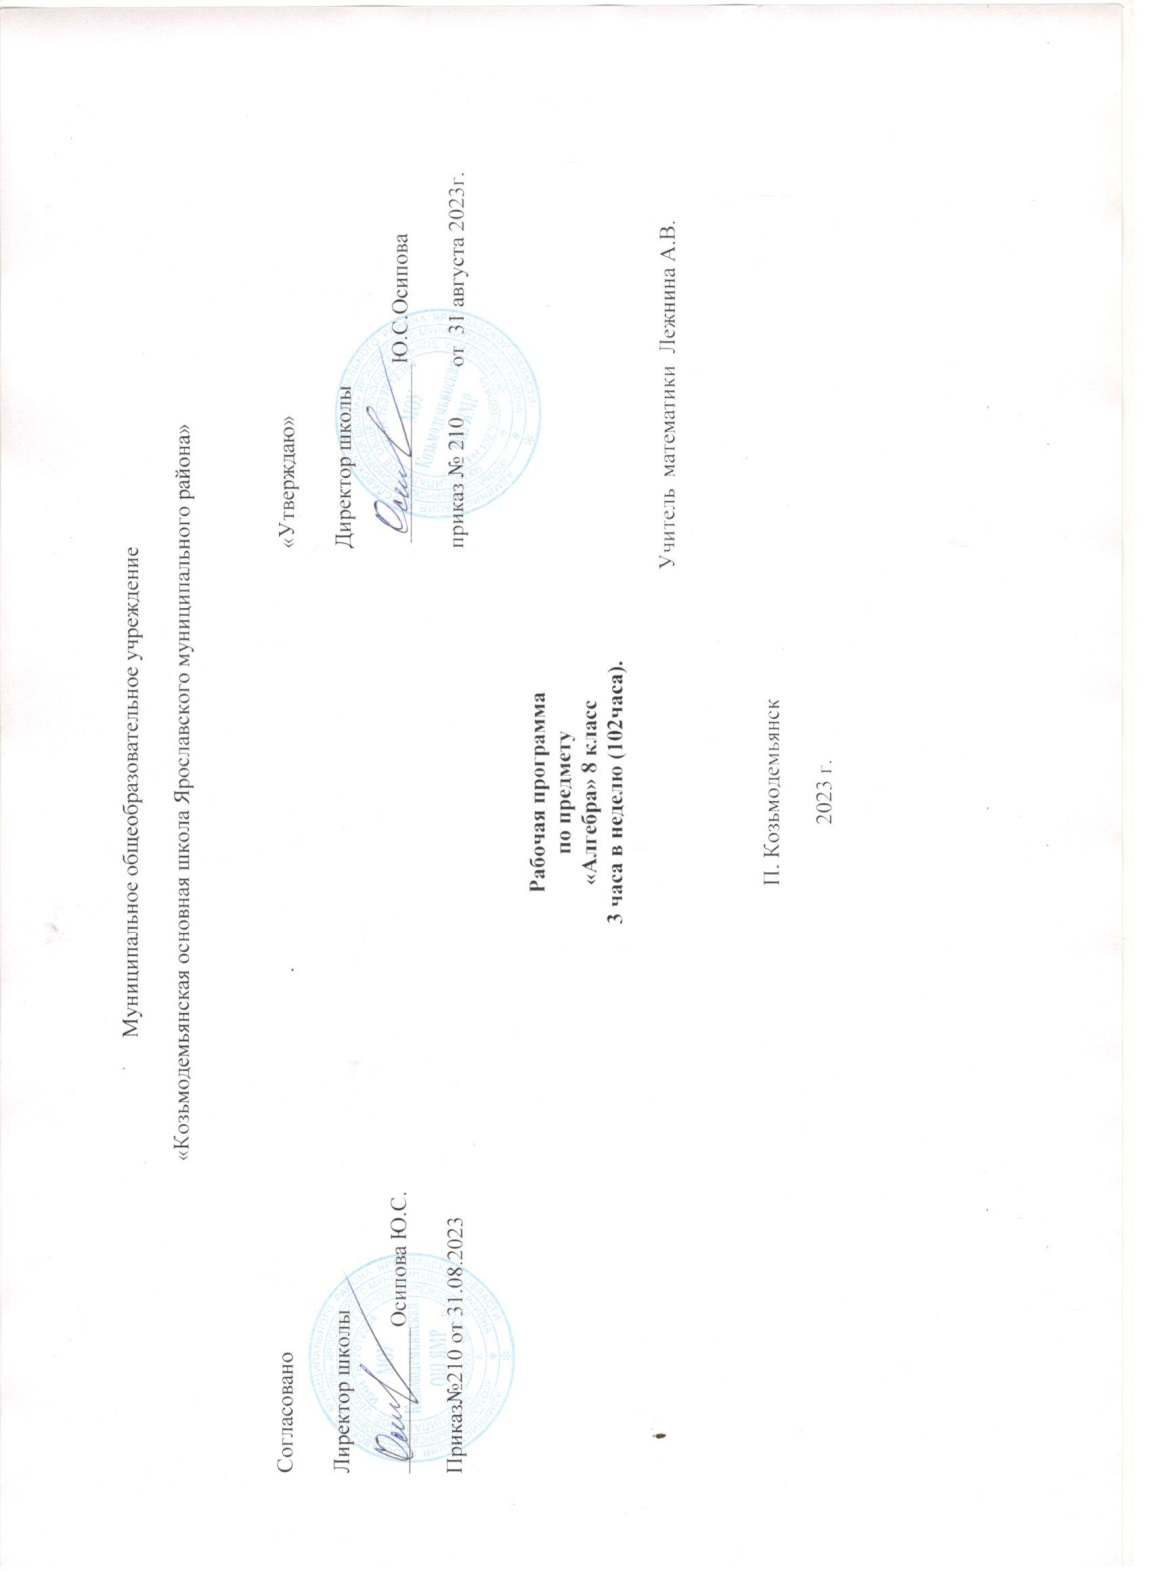 Муниципальное общеобразовательное учреждение
«Козьмодемьянская основная школа Ярославского муниципального района»
Согласовано
«Утверждаю»
Лиректор школы
Директор школы
Осипова Ю.С.
Ю.С.Осипова
Приказ№210 от 31.08.2023
приказ № 210 от 31 августа 2023г.
Рабочая программа
по предмету
«Алгебра» 8 класс
3 часа в неделю (102часа).
Учитель математики Лежнина А.В.
П. Козьмодемьянск
2023 г.